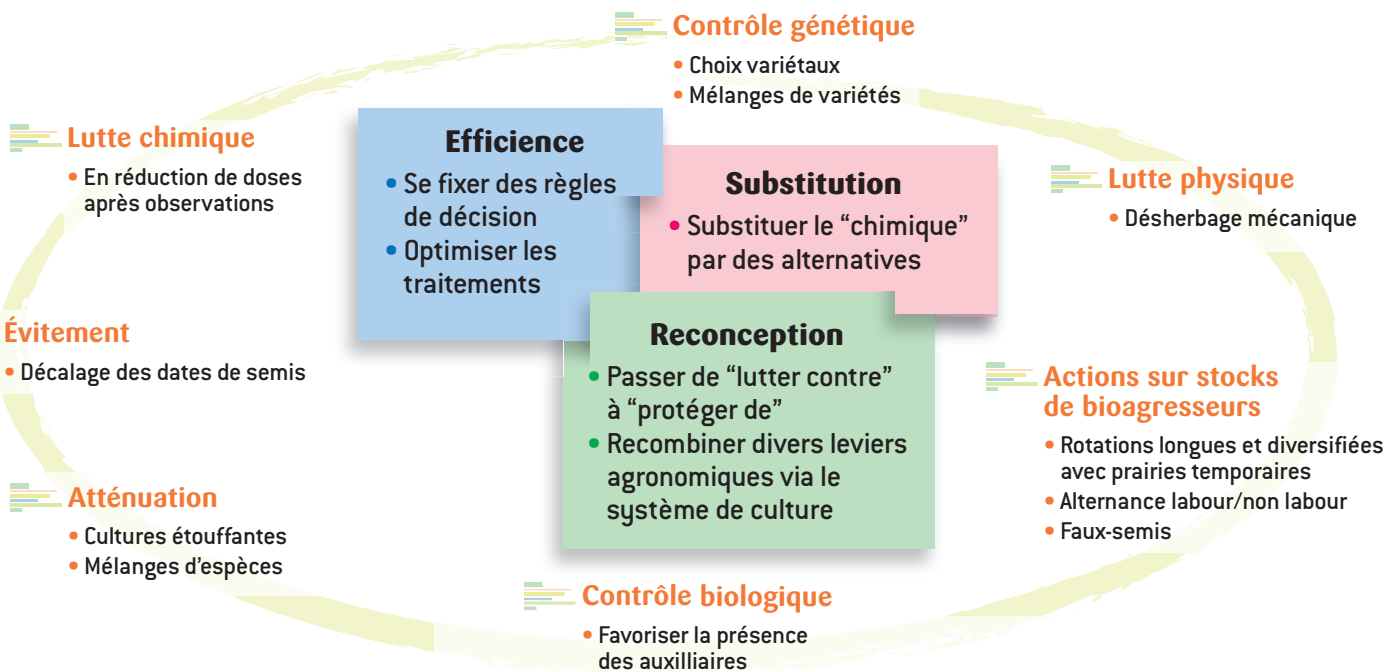 Contrôle génétique
• Choix variétaux
• Mélanges de variétés
Lutte chimique
• En réduction de doses
après observations
Efficience
• Se fixer des règles
de décision
• Optimiser les
traitements
Substitution
• Substituer le “chimique”
par des alternatives
Lutte physique
• Désherbage mécanique
Évitement
• Décalage des dates de semis
Reconception
• Passer de “lutter contre”
à “protéger de”
• Recombiner divers leviers
agronomiques via le
système de culture
Actions sur stocks
de bioagresseurs
• Rotations longues et diversifiées
avec prairies temporaires
• Alternance labour/non labour
• Faux-semis
Atténuation
• Cultures étouffantes
• Mélanges d’espèces
Contrôle biologique
• Favoriser la présence
des auxilliaires